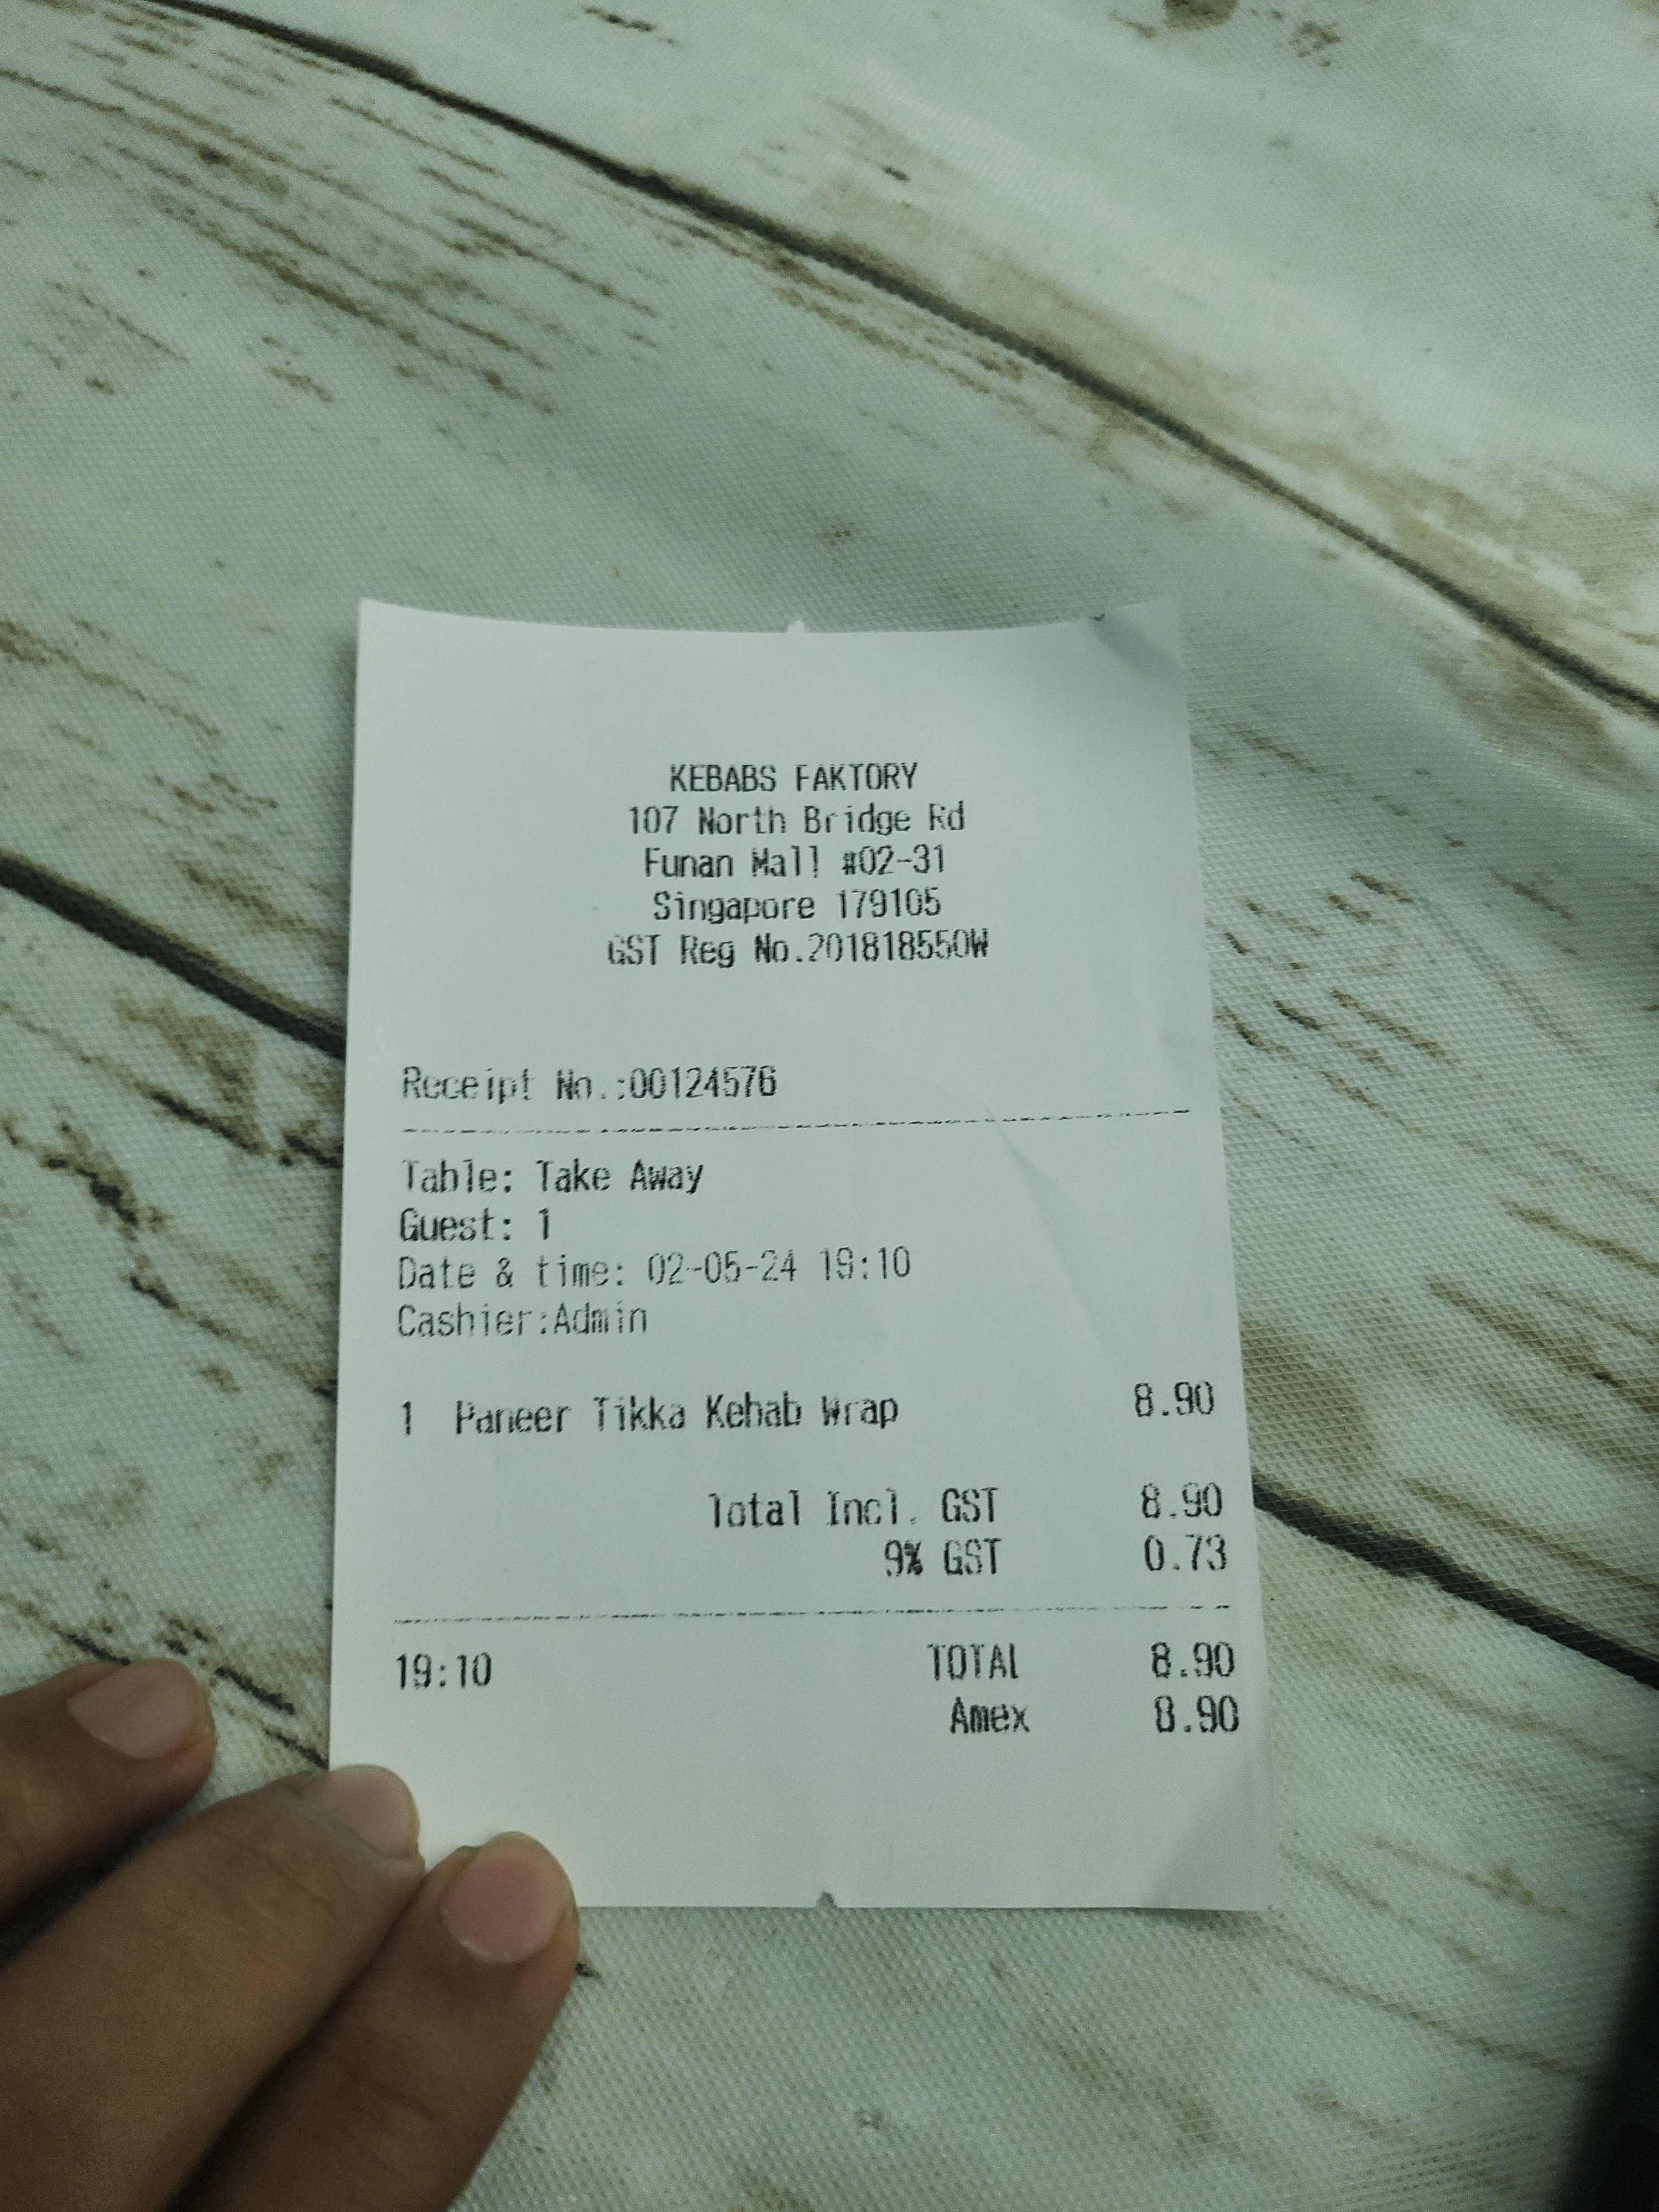 KEBABS FAKTORY
107 North Bridge Rd
Funan Mall #02-31
Singapore 179105
GST Reg No.201818550W
Receipt No.:00124576
Table: Take Away
Guest: 1
Date & time: 02-05-24 19:10
Cashier:Admin
1 Paneer Tikka Kebab Wrap 8.90
Total Incl. GST 8.90
9% GST 0.73
19:10 TOTAL 8.90
Amex 8.90